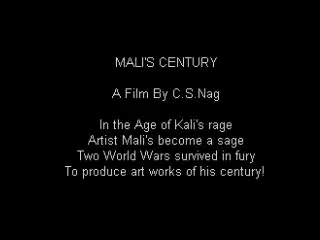 MALI'S CENTURY
A Film By C.S.Nag
In the Age of Kali's rage
Artist Mali's become a sage
Two World Wars survived in fury
To produce art works of his century!